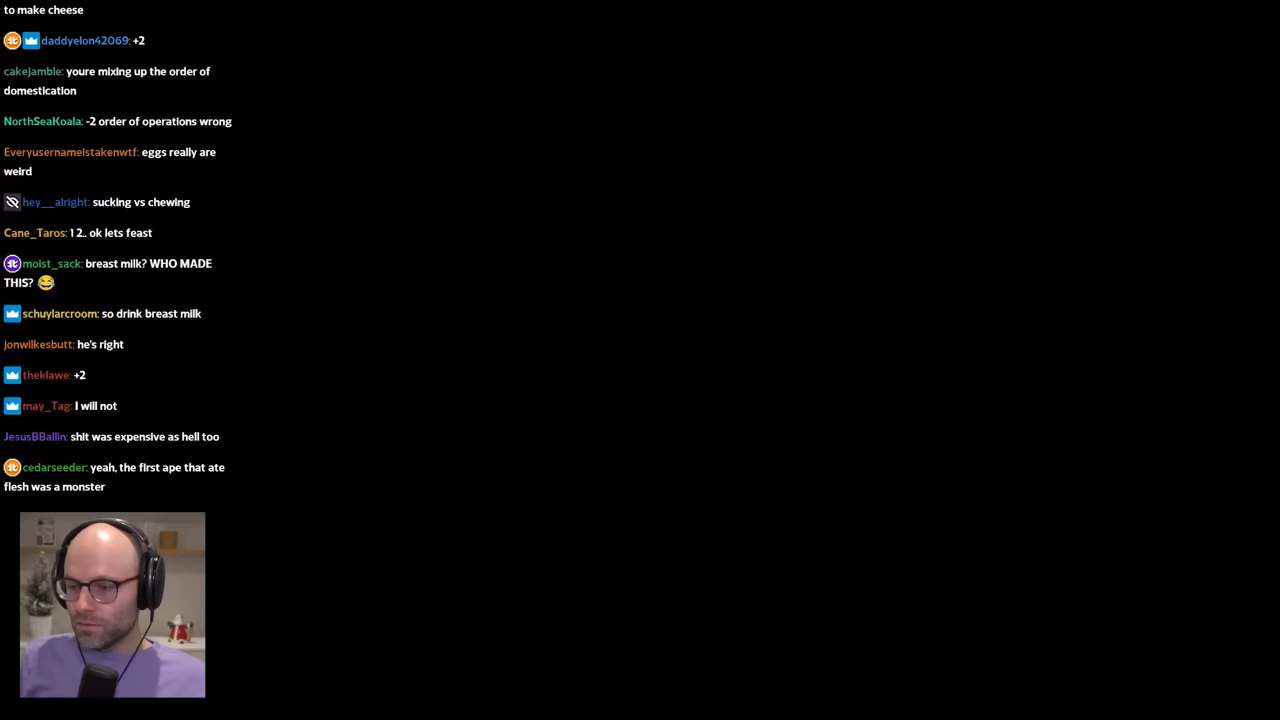 to make cheese
daddyelon42069: +2
cakejamble: youre mixing up the order of
domestication
NorthSeaKoala: -2 order of operations wrong
Everyusernameistakenwtf: eggs really are
weird
hey__alright: sucking vs chewing
Cane_Taros: 1 2.. ok lets feast
moist_sack: breast milk? WHO MADE
THIS? 😂
schuylarcroom: so drink breast milk
jonwilkesbutt: he's right
theklawe: +2
may_Tag: I will not
JesusBBallin: shit was expensive as hell too
cedarseeder: yeah, the first ape that ate
flesh was a monster